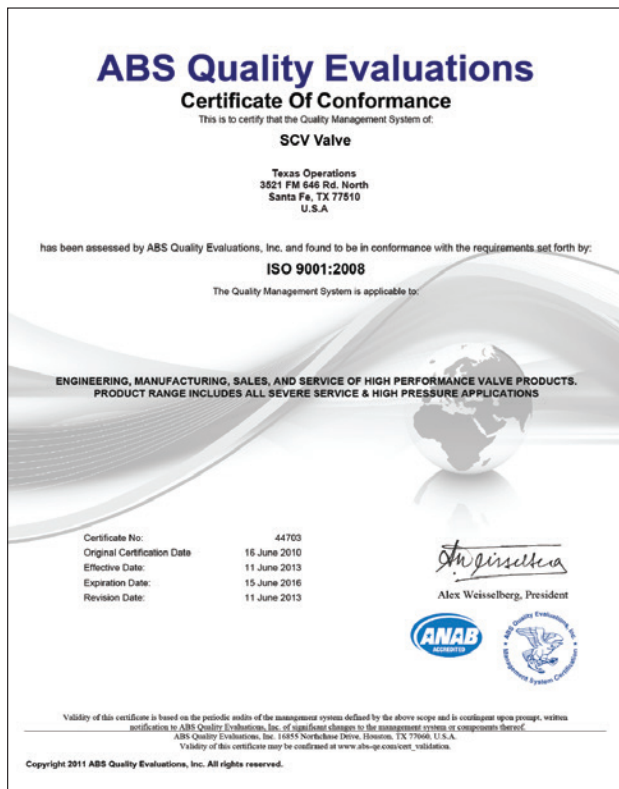 ABS Quality Evaluations
Certificate Of Conformance
This is to certify that the Quality Management System of:
SCV Valve
Texas Operations
3521 FM 646 Rd. North
Santa Fe, TX 77510
U.S.A
has been assessed by ABS Quality Evaluations, Inc. and found to be in conformance with the requirements set forth by:
ISO 9001:2008
The Quality Management System is applicable to:
ENGINEERING, MANUFACTURING, SALES, AND SERVICE OF HIGH PERFORMANCE VALVE PRODUCTS.
PRODUCT RANGE INCLUDES ALL SEVERE SERVICE & HIGH PRESSURE APPLICATIONS
Certificate No: 44703
Original Certification Date 16 June 2010
Effective Date: 11 June 2013
Expiration Date: 15 June 2016
Revision Date: 11 June 2013
Alex Weisselberg, President
ANAB
ACCREDITED
ABS Quality Evaluations, Inc.
Management System Certification
Validity of this certificate is based on the periodic audits of the management system defined by the above scope and is contingent upon prompt, written
notification to ABS Quality Evaluations, Inc. of significant changes to the management system or components thereof.
ABS Quality Evaluations, Inc. 16855 Northchase Drive, Houston, TX 77060, U.S.A.
Validity of this certificate may be confirmed at www.abs-qe.com/cert_validation.
Copyright 2011 ABS Quality Evaluations, Inc. All rights reserved.